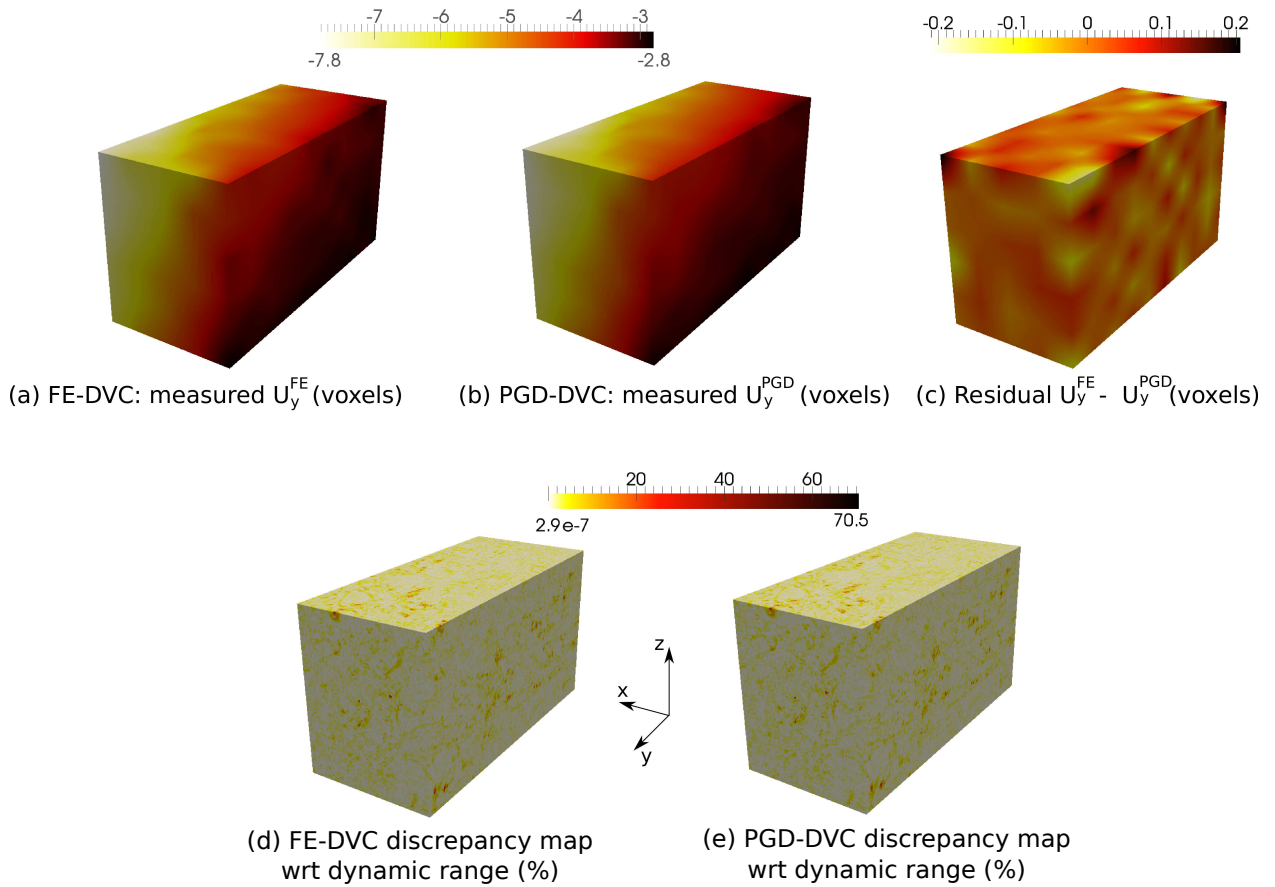 -7 -6 -5 -4 -3
-7.8 -2.8
-0.2 -0.1 0 0.1 0.2
(a) FE-DVC: measured U_y^FE (voxels)
(b) PGD-DVC: measured U_y^PGD (voxels)
(c) Residual U_y^FE - U_y^PGD (voxels)
20 40 60
2.9e-7 70.5
z
x
y
(d) FE-DVC discrepancy map
wrt dynamic range (%)
(e) PGD-DVC discrepancy map
wrt dynamic range (%)